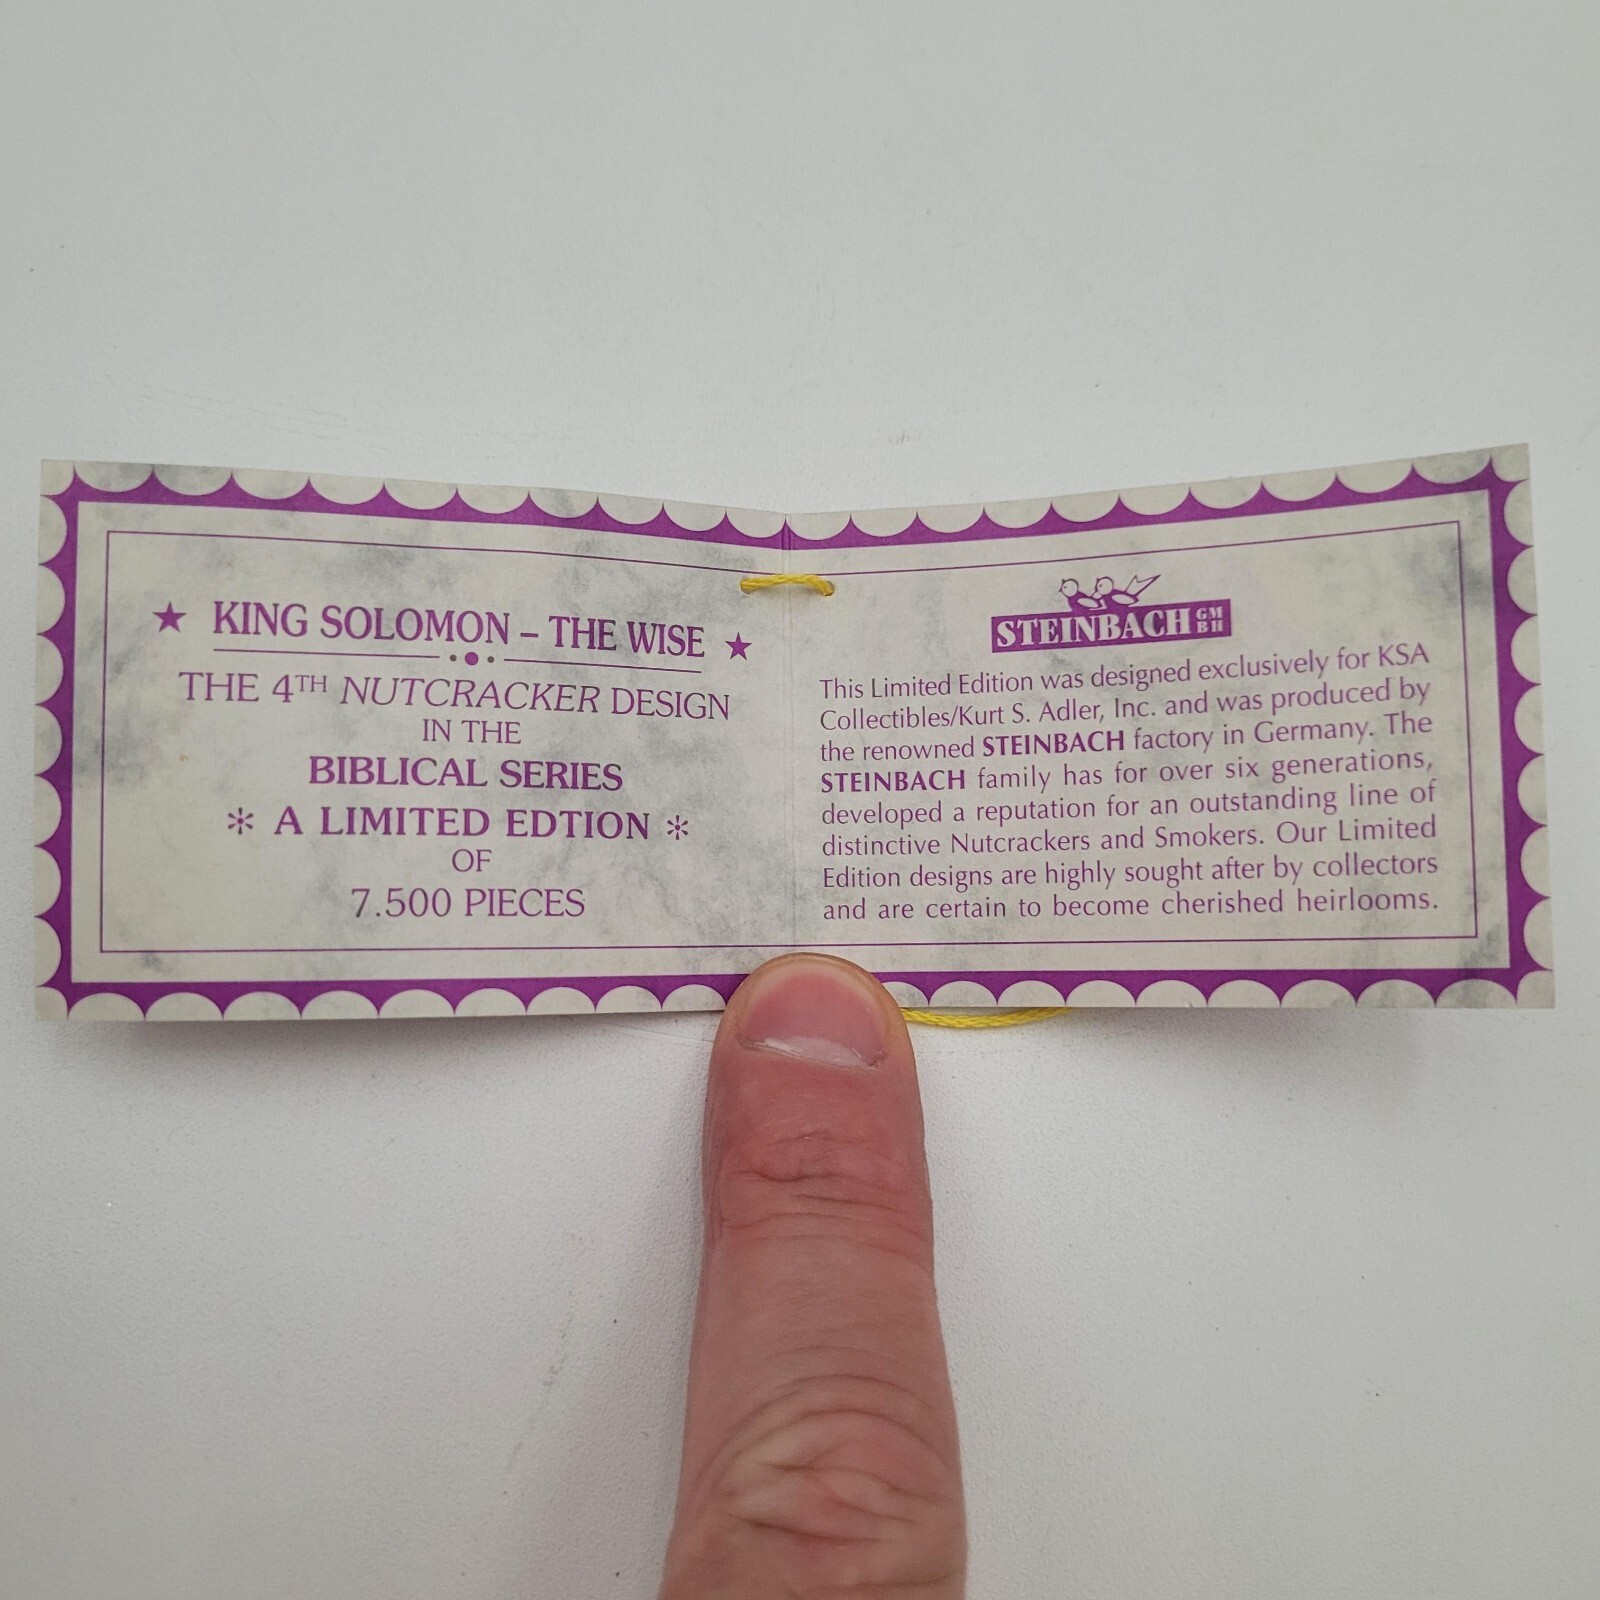 ★ KING SOLOMON – THE WISE ★
THE 4TH NUTCRACKER DESIGN
IN THE
BIBLICAL SERIES
✻ A LIMITED EDTION ✻
OF
7.500 PIECES
STEINBACH GMBH
This Limited Edition was designed exclusively for KSA
Collectibles/Kurt S. Adler, Inc. and was produced by
the renowned STEINBACH factory in Germany. The
STEINBACH family has for over six generations,
developed a reputation for an outstanding line of
distinctive Nutcrackers and Smokers. Our Limited
Edition designs are highly sought after by collectors
and are certain to become cherished heirlooms.